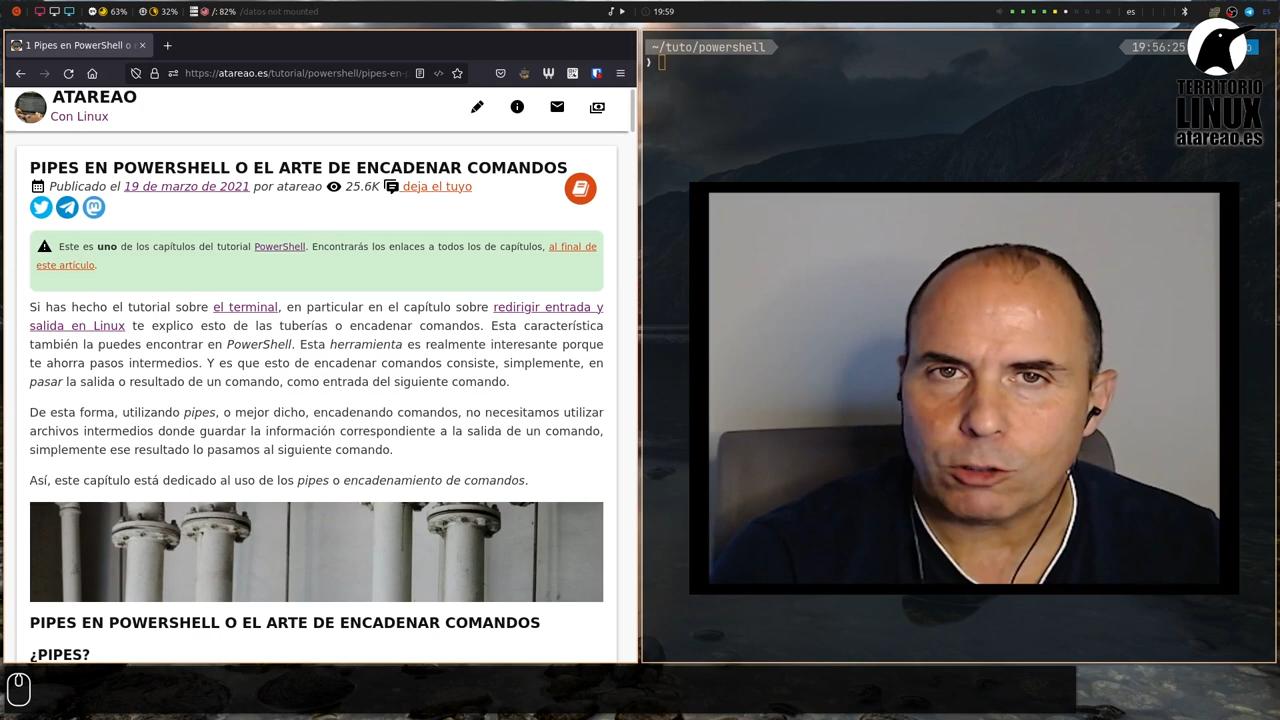 63%
32%
/: 82%
/datos not mounted
19:59
es
ES
1 Pipes en PowerShell o e
https://atareao.es/tutorial/powershell/pipes-en-
ATAREAO
Con Linux
PIPES EN POWERSHELL O EL ARTE DE ENCADENAR COMANDOS
Publicado el 19 de marzo de 2021 por atareao 25.6K deja el tuyo
Este es uno de los capítulos del tutorial PowerShell. Encontrarás los enlaces a todos los de capítulos, al final de
este artículo.
Si has hecho el tutorial sobre el terminal, en particular en el capítulo sobre redirigir entrada y
salida en Linux te explico esto de las tuberías o encadenar comandos. Esta característica
también la puedes encontrar en PowerShell. Esta herramienta es realmente interesante porque
te ahorra pasos intermedios. Y es que esto de encadenar comandos consiste, simplemente, en
pasar la salida o resultado de un comando, como entrada del siguiente comando.
De esta forma, utilizando pipes, o mejor dicho, encadenando comandos, no necesitamos utilizar
archivos intermedios donde guardar la información correspondiente a la salida de un comando,
simplemente ese resultado lo pasamos al siguiente comando.
Así, este capítulo está dedicado al uso de los pipes o encadenamiento de comandos.
PIPES EN POWERSHELL O EL ARTE DE ENCADENAR COMANDOS
¿PIPES?
~/tuto/powershell
19:56:25
❯
TERRITORIO
LINUX
atareao.es